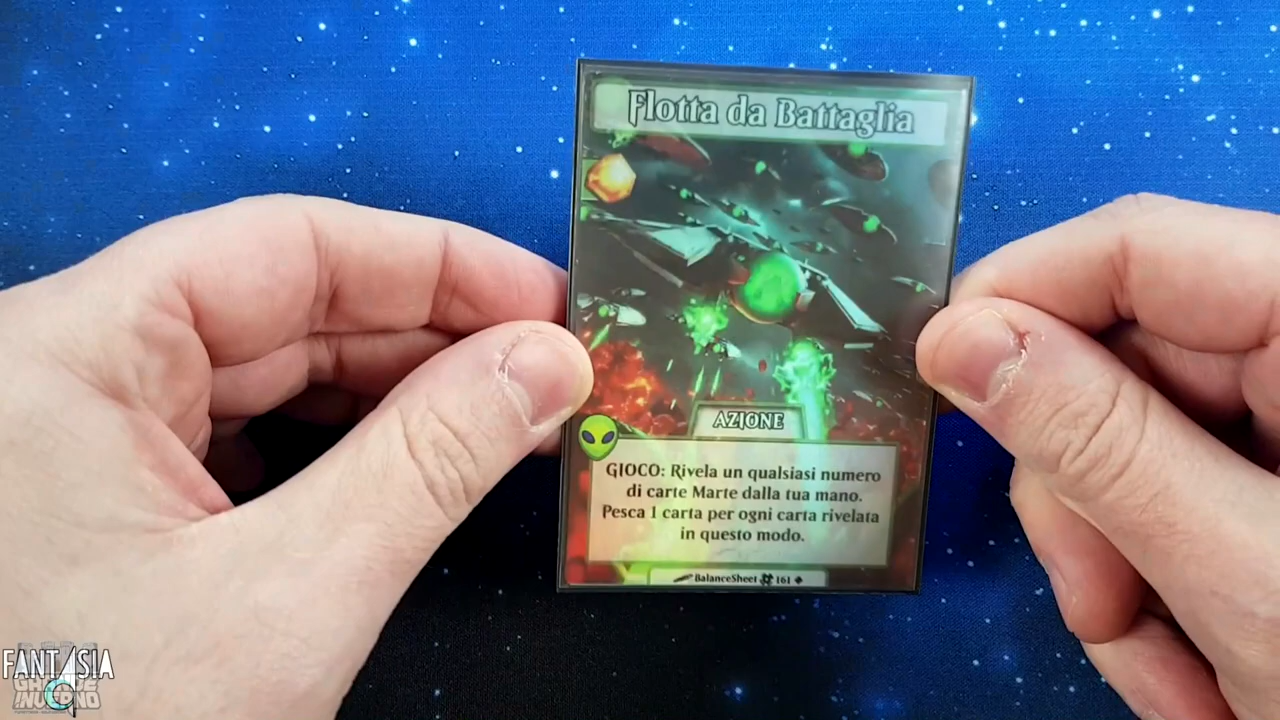 Flotta da Battaglia
AZIONE
GIOCO: Rivela un qualsiasi numero
di carte Marte dalla tua mano.
Pesca 1 carta per ogni carta rivelata
in questo modo.
BalanceSheet 161
FANTASIA
INVERNO